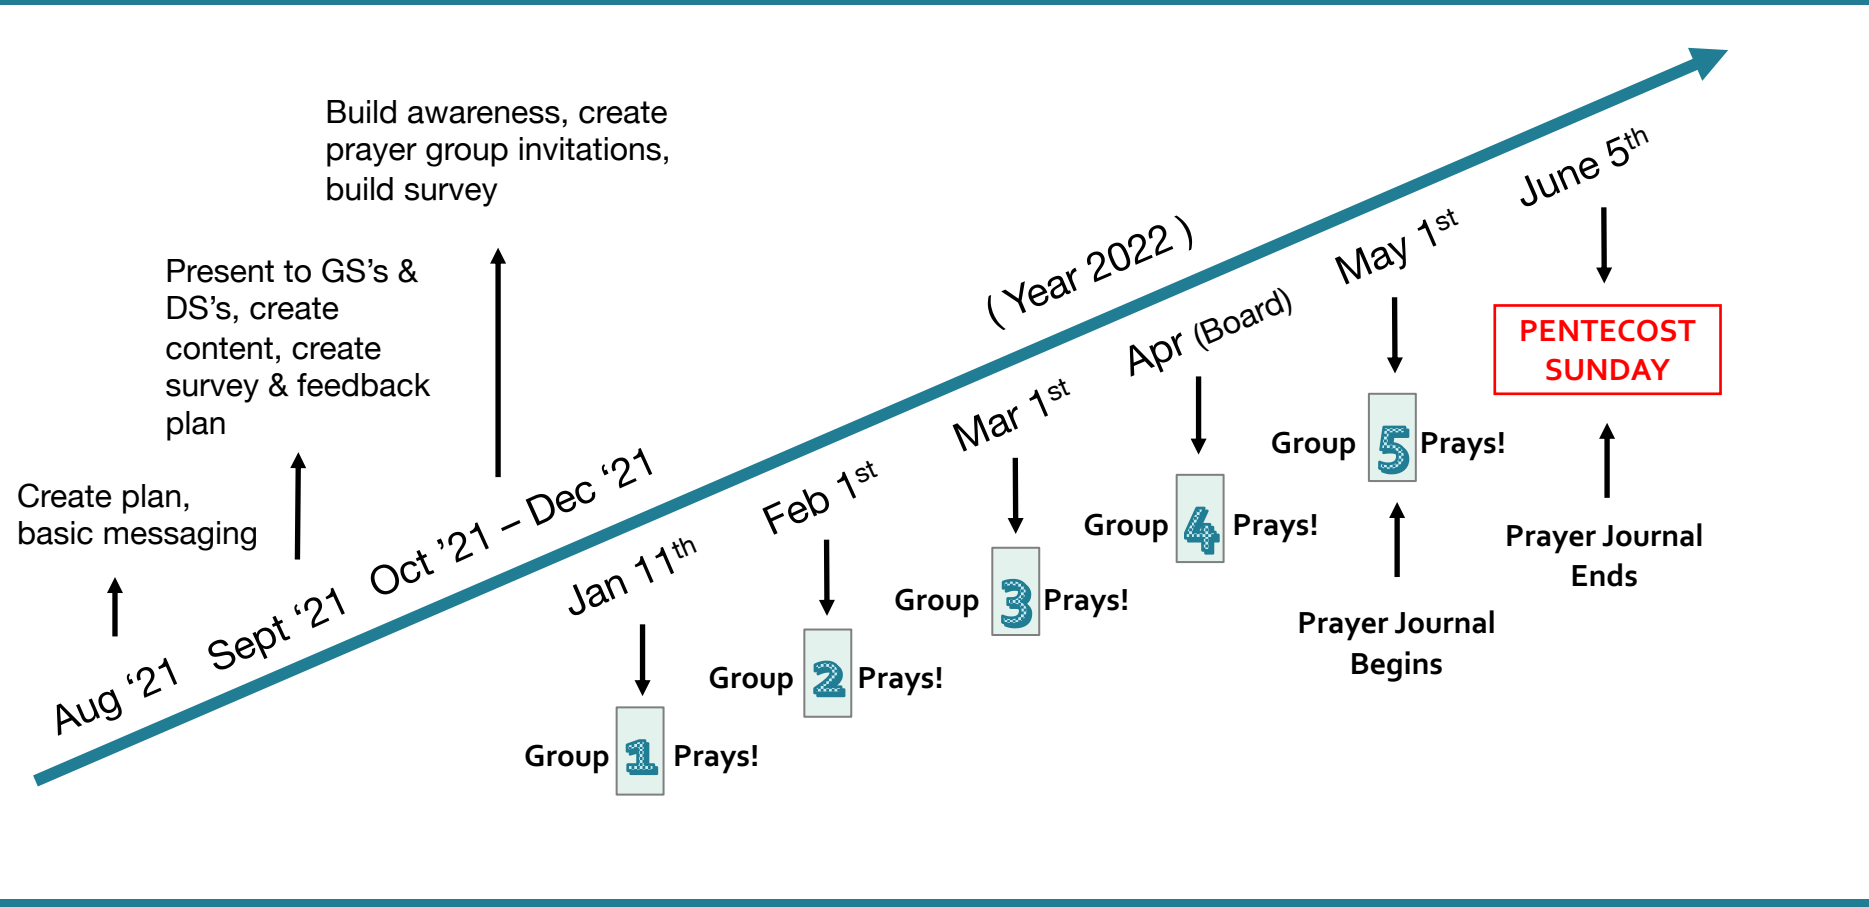 Build awareness, create
prayer group invitations,
build survey
Present to GS’s &
DS’s, create
content, create
survey & feedback
plan
Create plan,
basic messaging
Aug ‘21
Sept ‘21
Oct ’21 – Dec ‘21
( Year 2022 )
Jan 11th
Feb 1st
Mar 1st
Apr (Board)
May 1st
June 5th
Group 1 Prays!
Group 2 Prays!
Group 3 Prays!
Group 4 Prays!
Group 5 Prays!
Prayer Journal
Begins
PENTECOST
SUNDAY
Prayer Journal
Ends